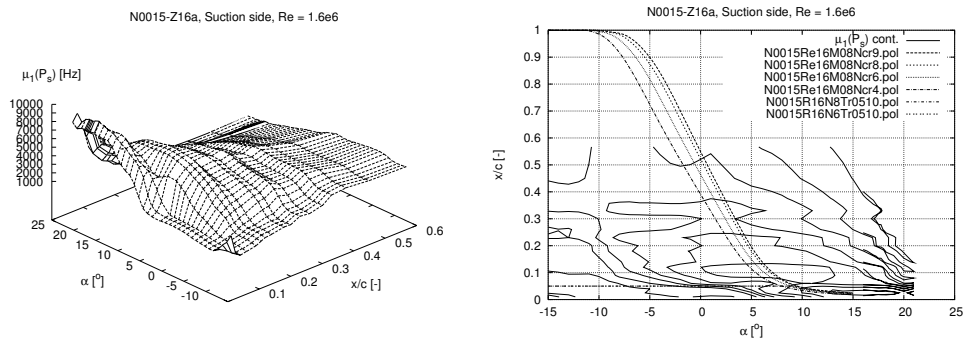 N0015-Z16a, Suction side, Re = 1.6e6
μ1(Ps) [Hz]
10000
9000
8000
7000
6000
5000
4000
3000
2000
1000
25
20
15
10
5
0
-5
-10
α [°]
0.1
0.2
0.3
0.4
0.5
0.6
x/c [-]
N0015-Z16a, Suction side, Re = 1.6e6
μ1(Ps) cont.
N0015Re16M08Ncr9.pol
N0015Re16M08Ncr8.pol
N0015Re16M08Ncr6.pol
N0015Re16M08Ncr4.pol
N0015R16N8Tr0510.pol
N0015R16N6Tr0510.pol
1
0.9
0.8
0.7
0.6
0.5
0.4
0.3
0.2
0.1
0
x/c [-]
-15 -10 -5 0 5 10 15 20 25
α [°]